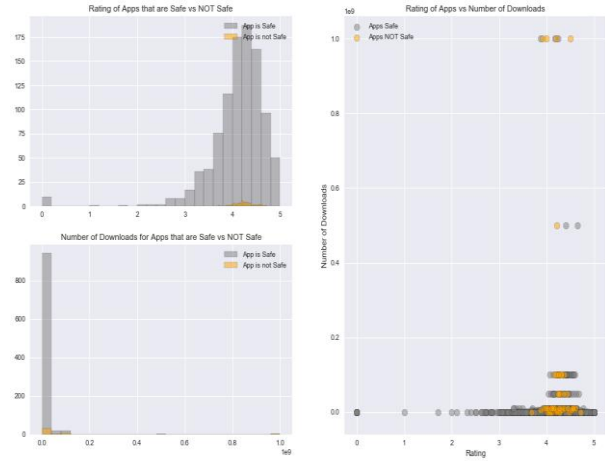 Rating of Apps that are Safe vs NOT Safe
App is Safe
App is not Safe
175
150
125
100
75
50
25
0
0 1 2 3 4 5
Number of Downloads for Apps that are Safe vs NOT Safe
App is Safe
App is not Safe
800
600
400
200
0
0.0 0.2 0.4 0.6 0.8 1.0
1e9
Rating of Apps vs Number of Downloads
1e9
Apps Safe
Apps NOT Safe
Number of Downloads
1.0
0.8
0.6
0.4
0.2
0.0
0 1 2 3 4 5
Rating